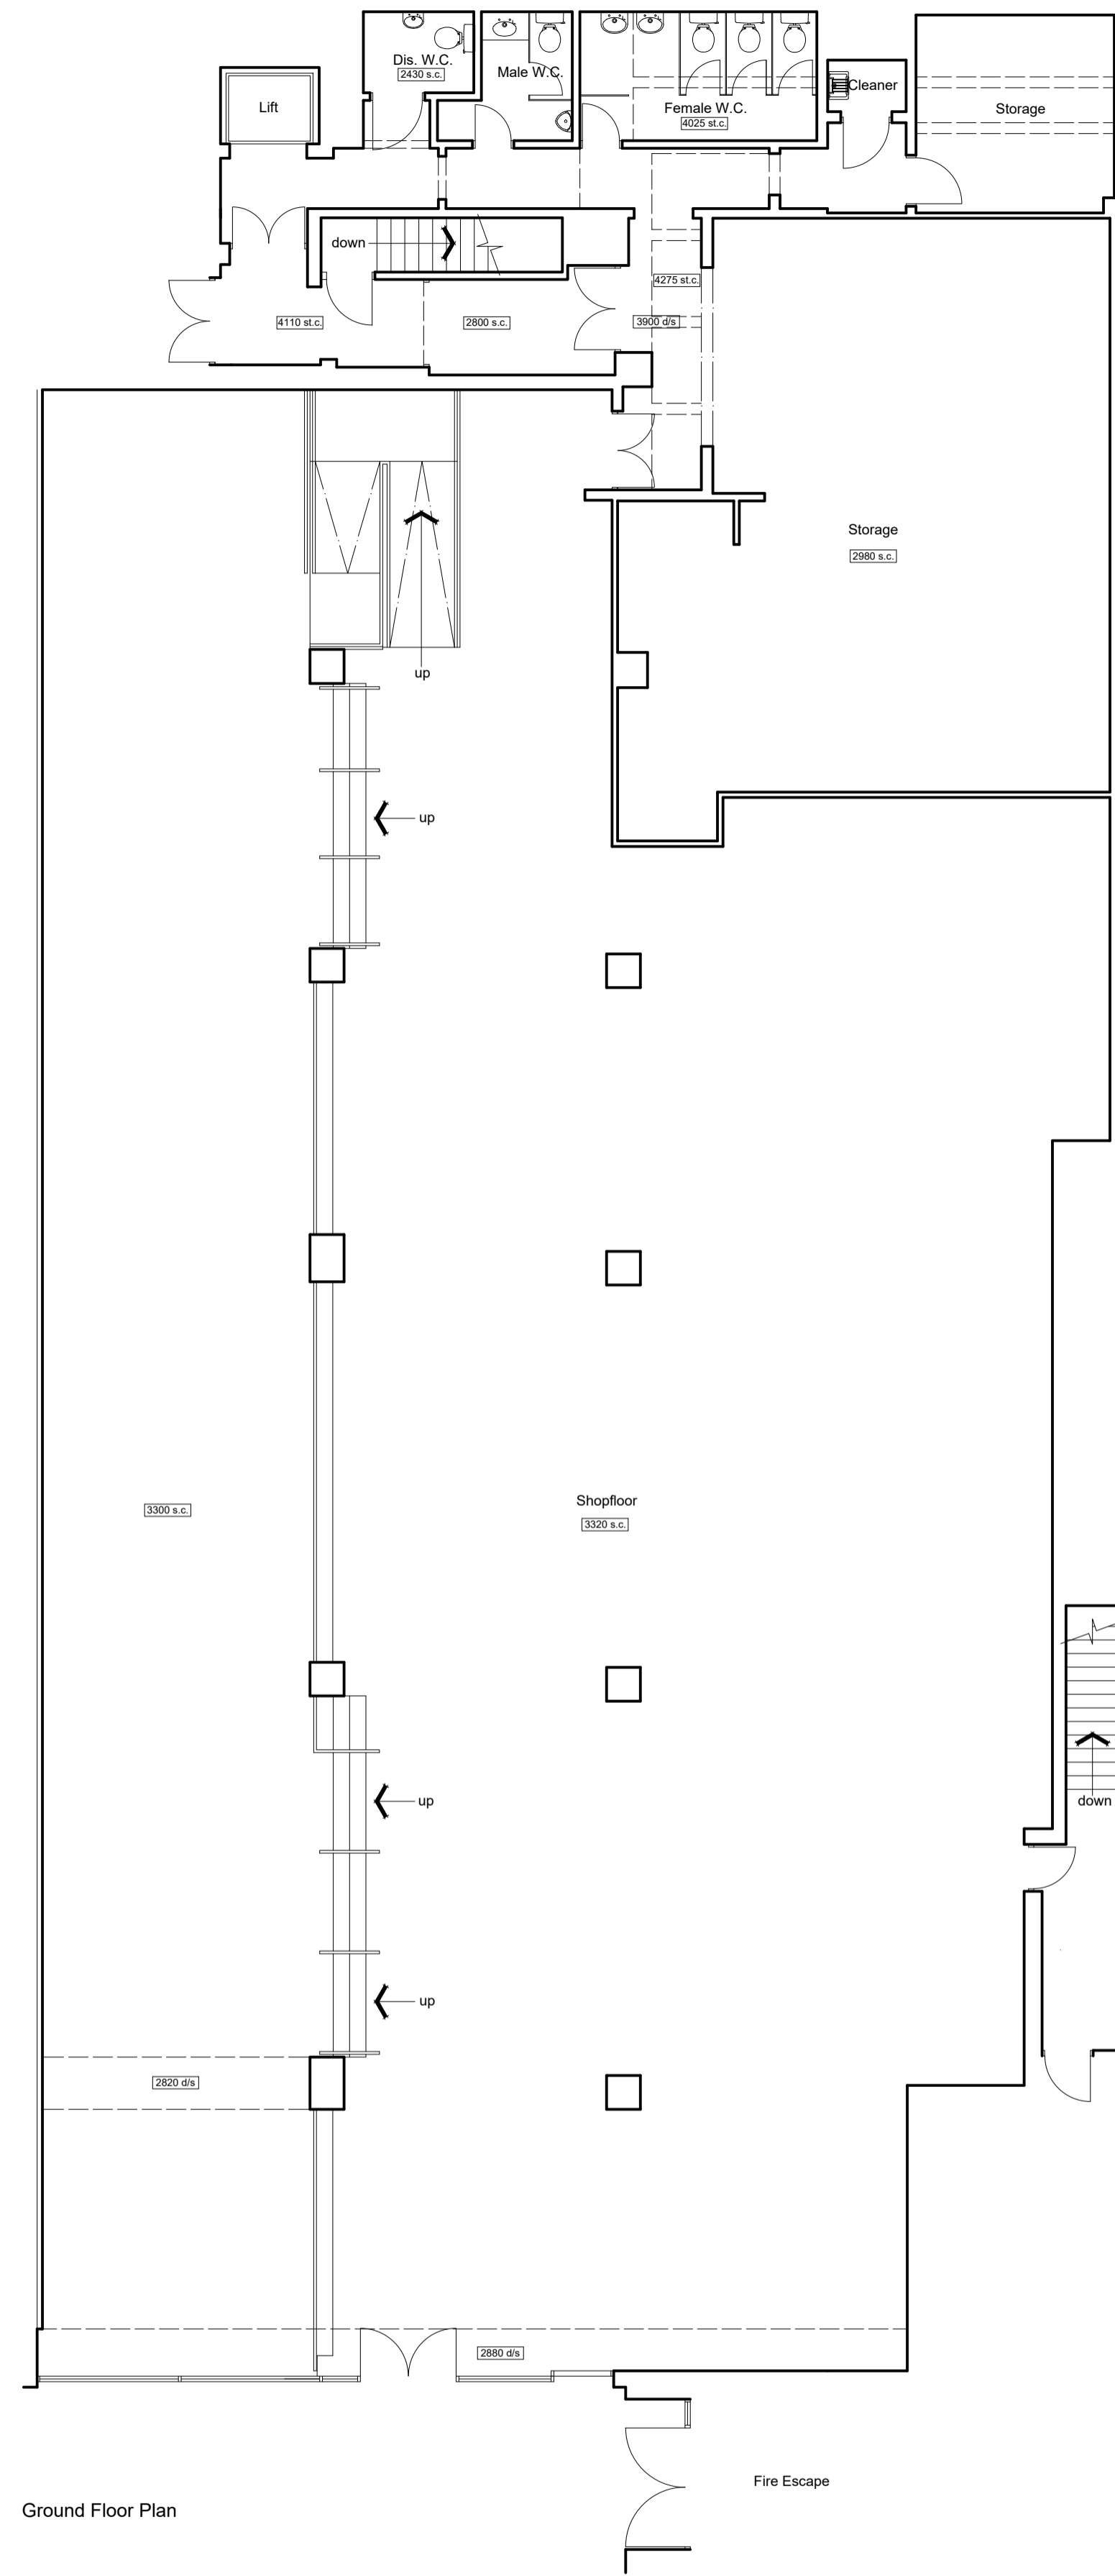 Dis. W.C.
2430 s.c.
Male W.C.
Female W.C.
4025 st.c.
Cleaner
Storage
Lift
down
4275 st.c.
4110 st.c.
2800 s.c.
3900 d/s
Storage
2980 s.c.
up
up
Shopfloor
3300 s.c.
3320 s.c.
up
down
up
2820 d/s
2880 d/s
Fire Escape
Ground Floor Plan